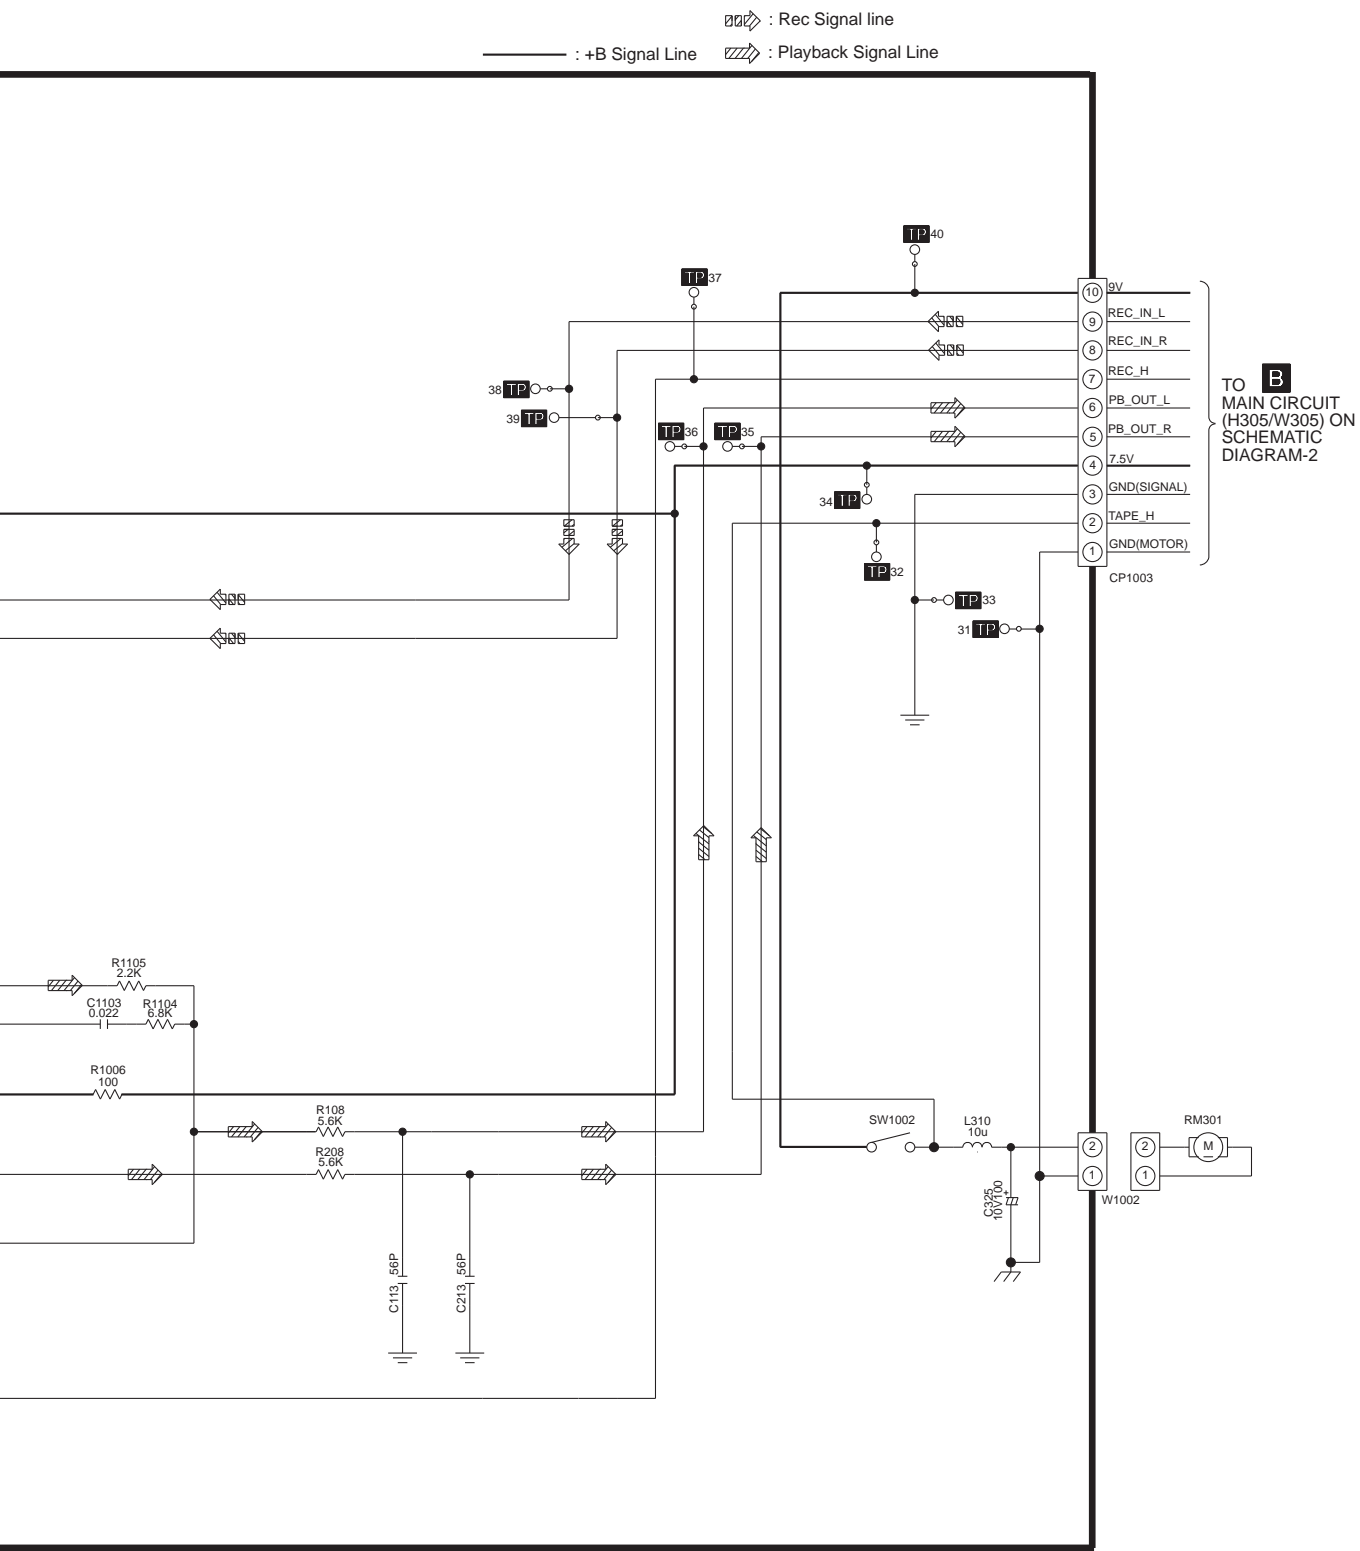 : Rec Signal line
: +B Signal Line
: Playback Signal Line
TP 40
TP 37
10 9V
9 REC_IN_L
8 REC_IN_R
7 REC_H
6 PB_OUT_L
5 PB_OUT_R
4 7.5V
3 GND(SIGNAL)
2 TAPE_H
1 GND(MOTOR)
CP1003
TO B
MAIN CIRCUIT
(H305/W305) ON
SCHEMATIC
DIAGRAM-2
38 TP
39 TP
TP 36
TP 35
34 TP
TP 32
TP 33
31 TP
R1105
2.2K
C1103
0.022
R1104
6.8K
R1006
100
R108
5.6K
R208
5.6K
SW1002
L310
10u
RM301
2
2
M
1
1
W1002
C325
10V100
+
C113 56P
C213 56P